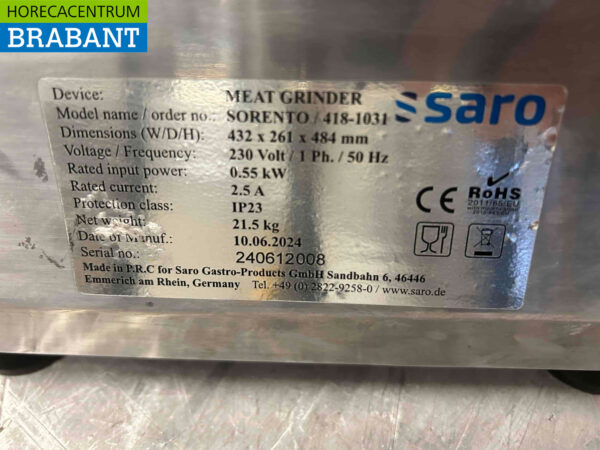 HORECACENTRUM
BRABANT
saro
Device: MEAT GRINDER
Model name / order no.: SORENTO / 418-1031
Dimensions (W/D/H): 432 x 261 x 484 mm
Voltage / Frequency: 230 Volt / 1 Ph. / 50 Hz
Rated input power: 0.55 kW
Rated current: 2.5 A
Protection class: IP23
Net weight: 21.5 kg
Date of Manuf.: 10.06.2024
Serial no.: 240612008
CE
RoHS
2011/65/EU
Made in P.R.C for Saro Gastro-Products GmbH Sandbahn 6, 46446
Emmerich am Rhein, Germany Tel. +49 (0) 2822-9258-0 / www.saro.de